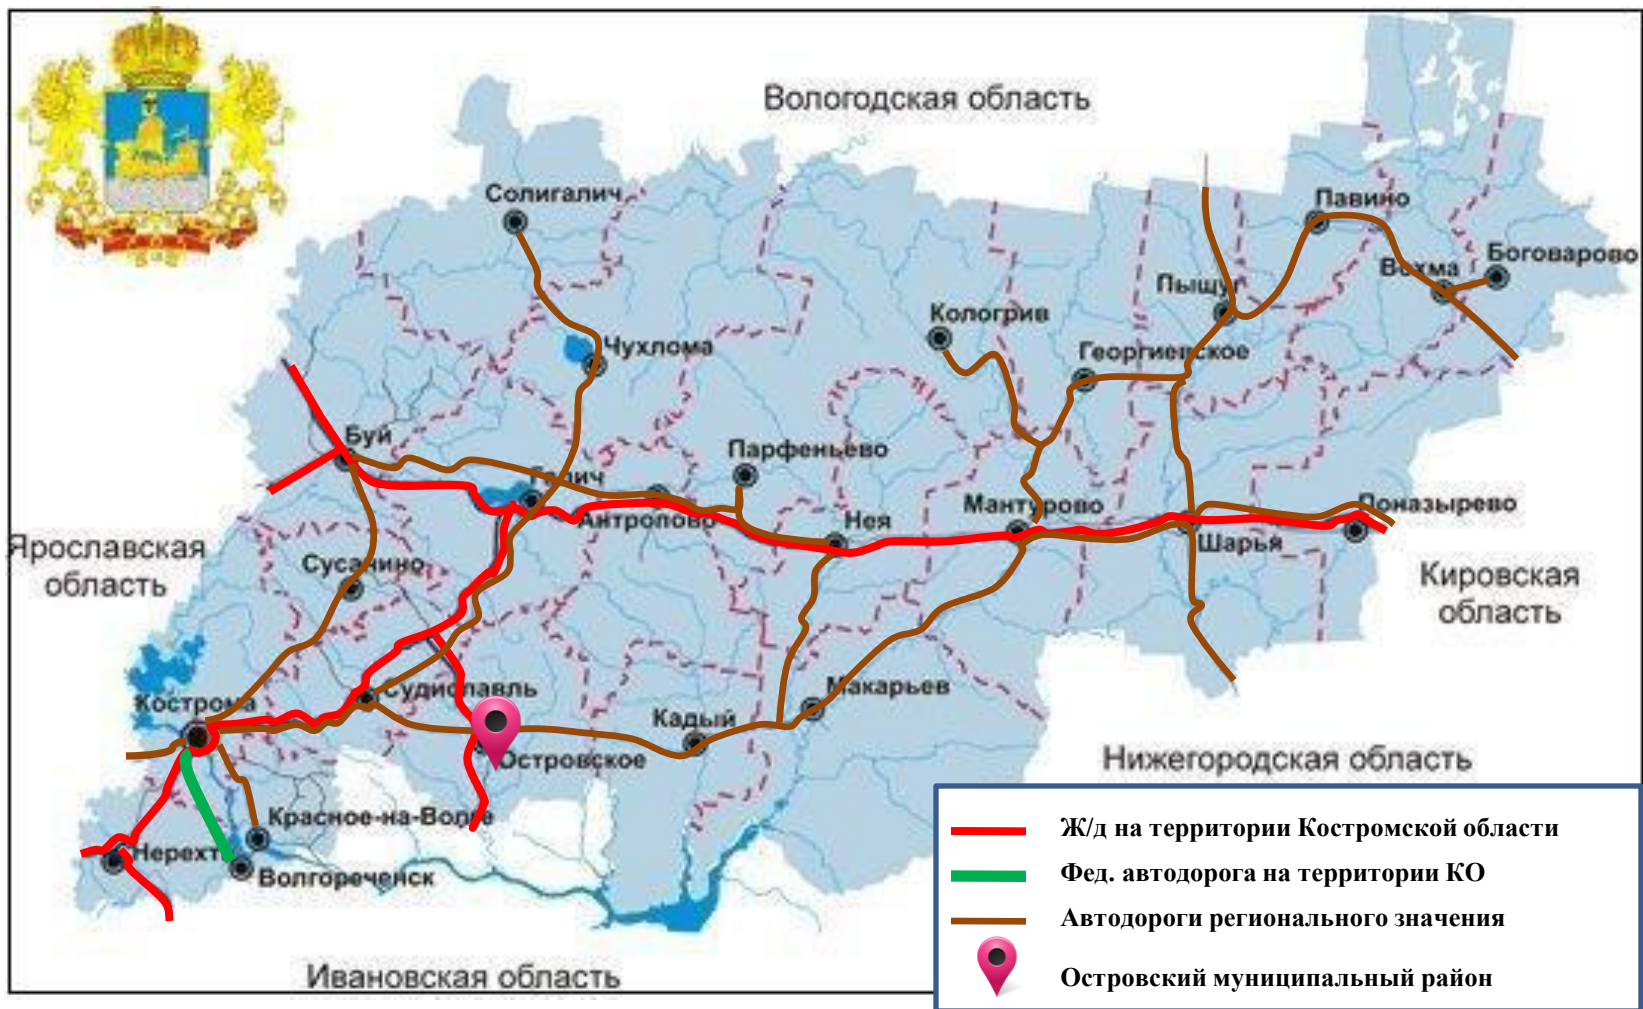 Вологодская область
Солигалич
Павино
Боговарово
Вохма
Пыщуг
Кологрив
Чухлома
Георгиевское
Буй
Парфеньево
Галич
Антропово
Нея
Мантурово
Поназырево
Шарья
Ярославская
область
Сусанино
Кировская
область
Судиславль
Макарьев
Кострома
Кадый
Островское
Нижегородская область
Красное-на-Волге
Нерехта
Волгореченск
Ивановская область
Ж/д на территории Костромской области
Фед. автодорога на территории КО
Автодороги регионального значения
Островский муниципальный район